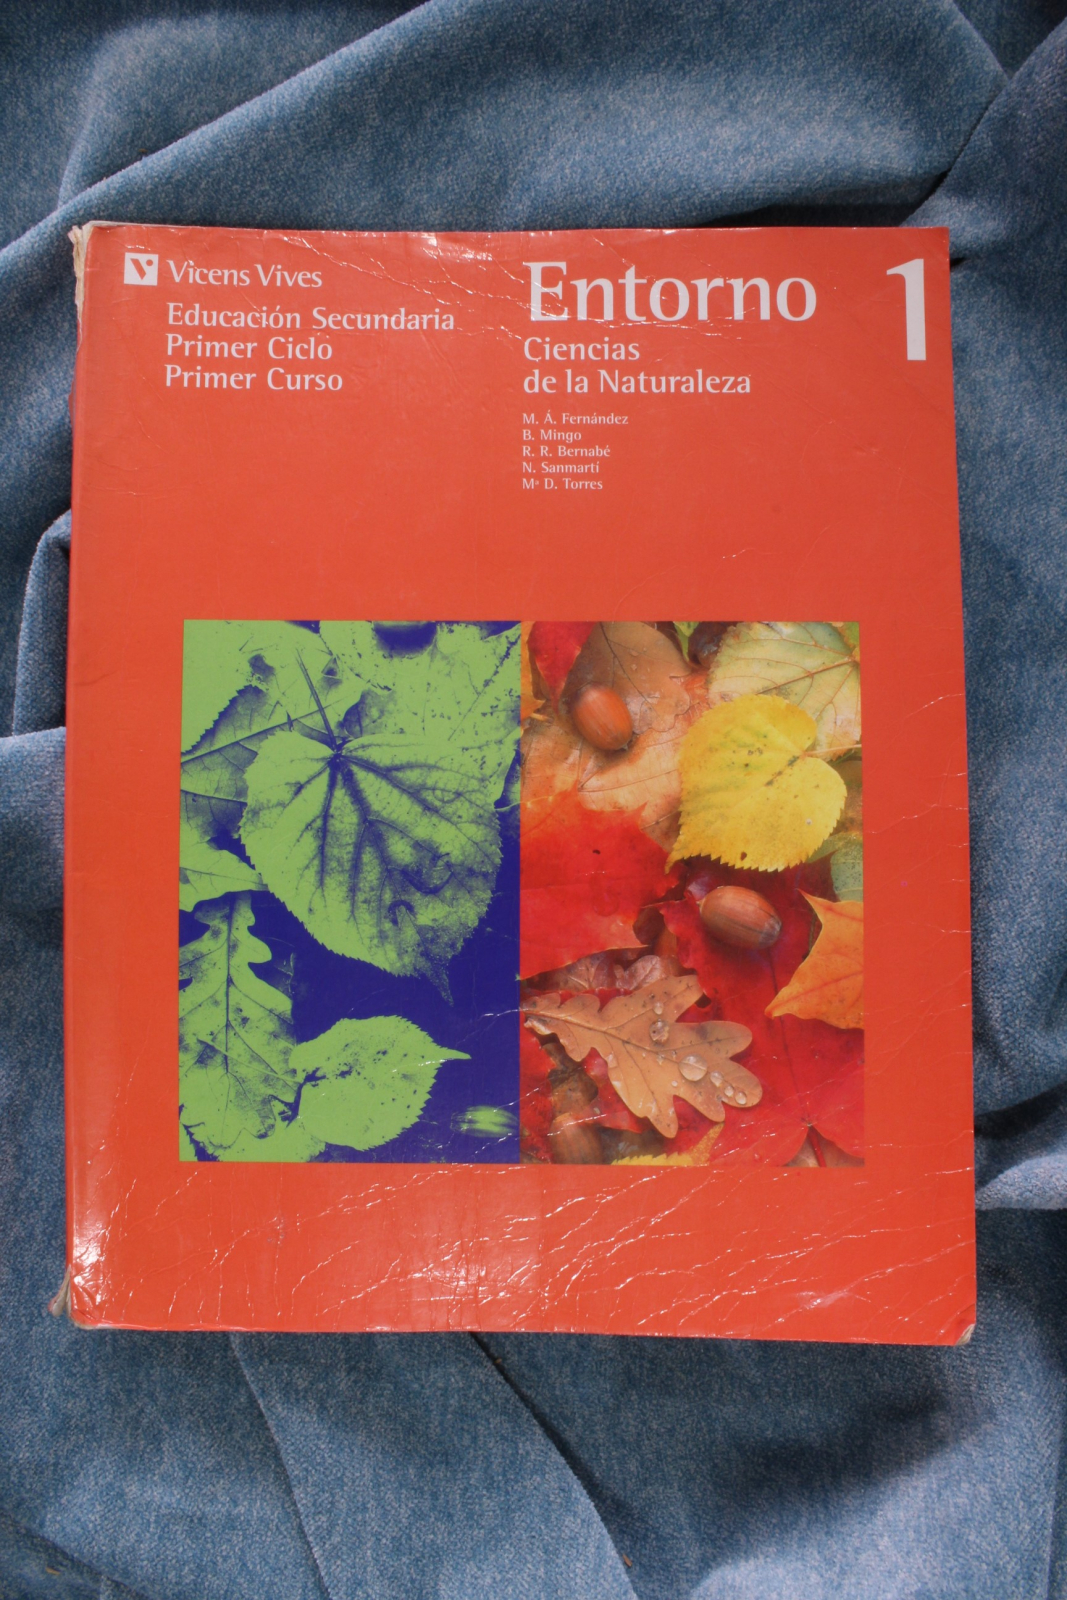 Vicens Vives
Educación Secundaria
Primer Ciclo
Primer Curso
Entorno 1
Ciencias
de la Naturaleza
M. Á. Fernández
B. Mingo
R. R. Bernabé
N. Sanmartí
Mª D. Torres